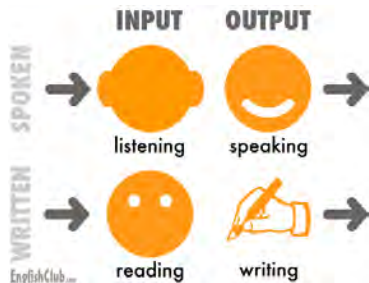 INPUT OUTPUT
SPOKEN
listening speaking
WRITTEN
reading writing
EnglishClub.com